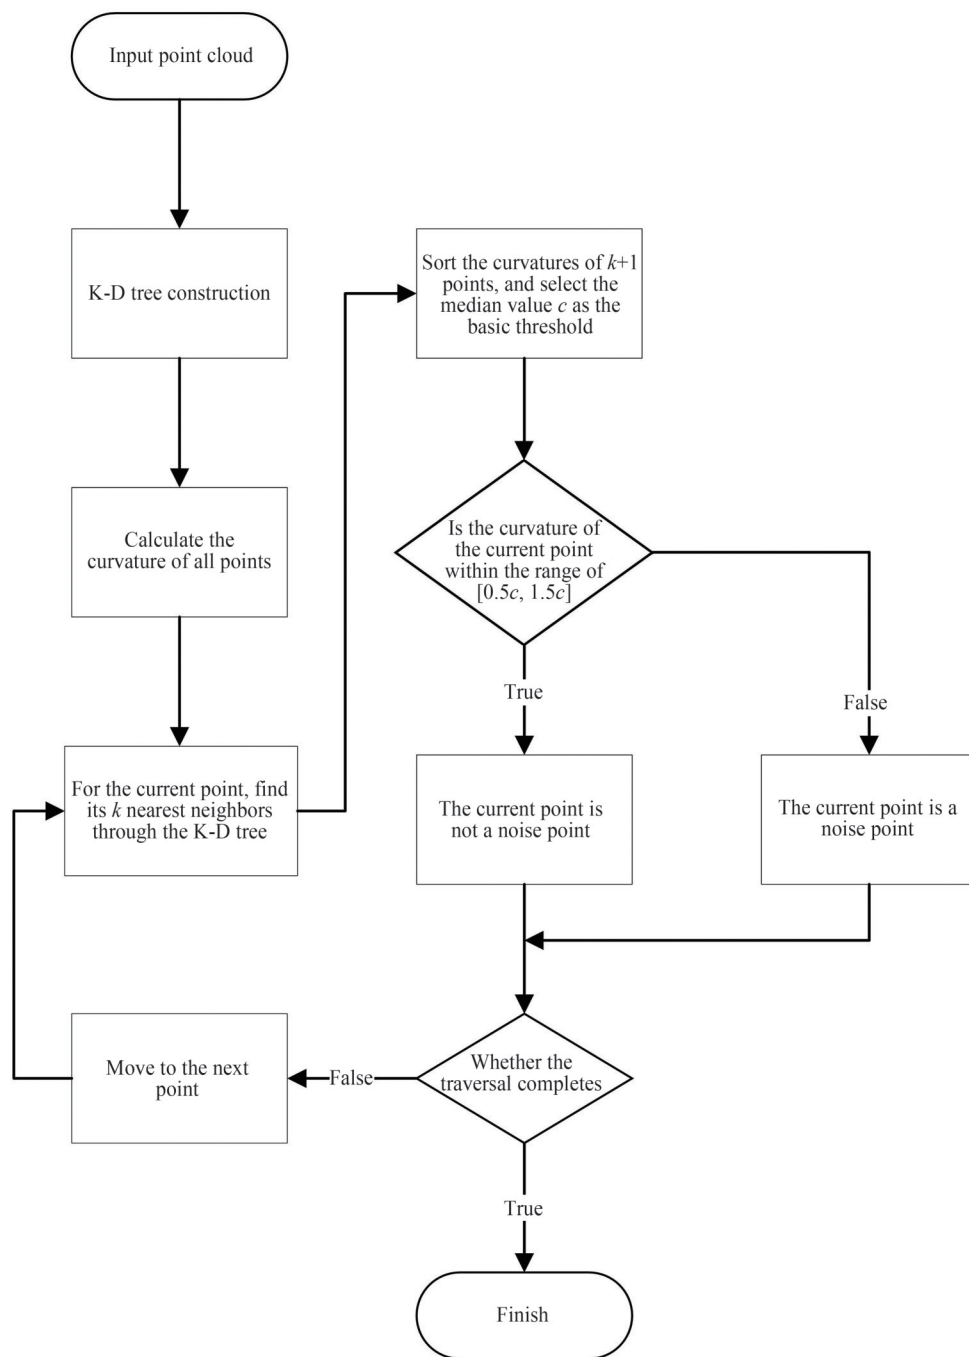 Input point cloud
K-D tree construction
Calculate the
curvature of all points
For the current point, find
its k nearest neighbors
through the K-D tree
Sort the curvatures of k+1
points, and select the
median value c as the
basic threshold
Is the curvature of
the current point
within the range of
[0.5c, 1.5c]
True
False
The current point is
not a noise point
The current point is a
noise point
Whether the
traversal completes
False
Move to the next
point
True
Finish